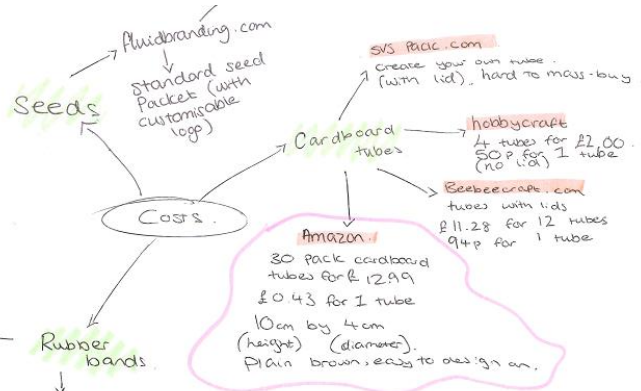 fluidbranding.com
standard seed
Packet (with
customisable
logo)
Seeds
Costs.
Rubber
bands.
Cardboard
tubes
SVS Pack.com
create your own tube.
(with lid). hard to mass-buy
hobbycraft
4 tubes for £2.00.
50p for 1 tube
(no lid)
Beebeecraft.com
tubes with lids
£11.28 for 12 tubes
94p for 1 tube
Amazon.
30 pack cardboard
tubes for £12.99
£0.43 for 1 tube
10cm by 4cm
(height) (diameter).
Plain brown, easy to design on.